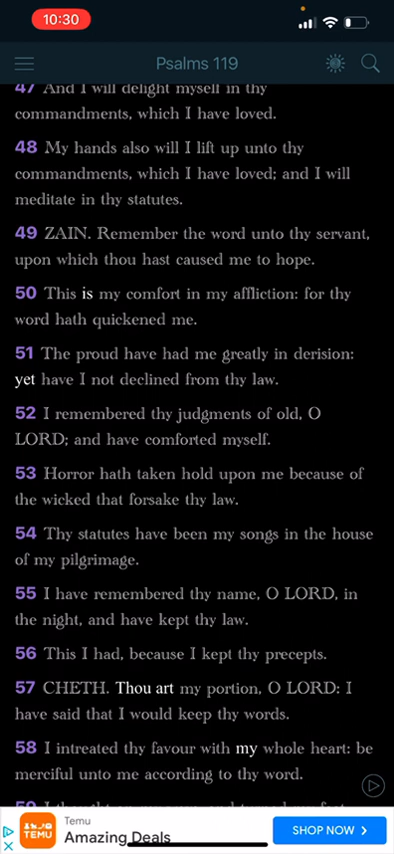 10:30
Psalms 119
47 And I will delight myself in thy
commandments, which I have loved.
48 My hands also will I lift up unto thy
commandments, which I have loved; and I will
meditate in thy statutes.
49 ZAIN. Remember the word unto thy servant,
upon which thou hast caused me to hope.
50 This is my comfort in my affliction: for thy
word hath quickened me.
51 The proud have had me greatly in derision:
yet have I not declined from thy law.
52 I remembered thy judgments of old, O
LORD; and have comforted myself.
53 Horror hath taken hold upon me because of
the wicked that forsake thy law.
54 Thy statutes have been my songs in the house
of my pilgrimage.
55 I have remembered thy name, O LORD, in
the night, and have kept thy law.
56 This I had, because I kept thy precepts.
57 CHETH. Thou art my portion, O LORD: I
have said that I would keep thy words.
58 I intreated thy favour with my whole heart: be
merciful unto me according to thy word.
59 I thought on my ways, and turned my feet
TEMU
Temu
Amazing Deals
SHOP NOW